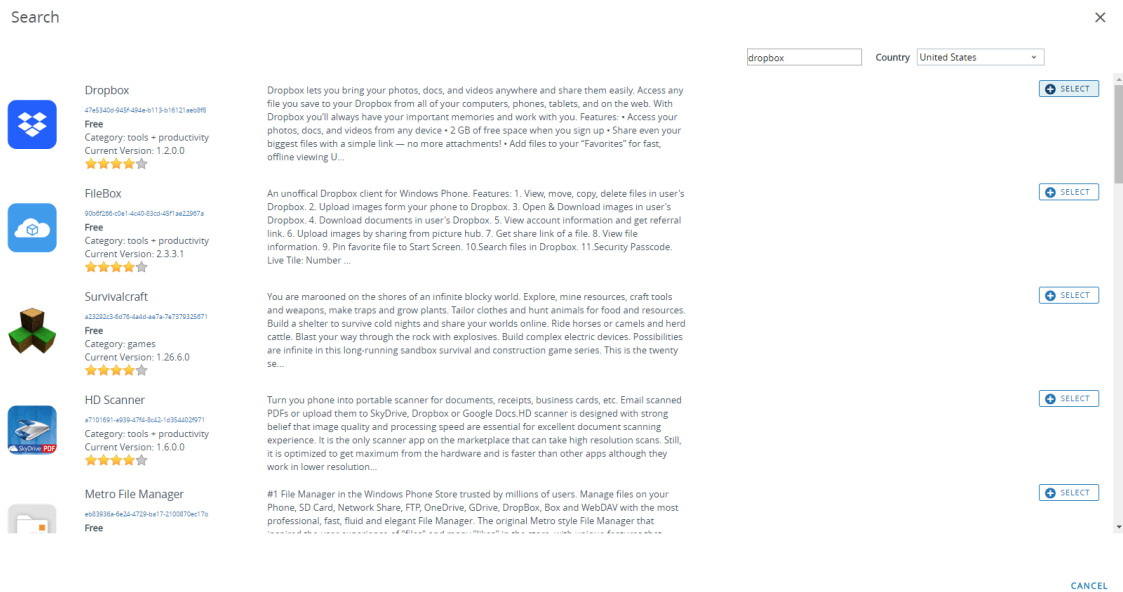 Search
dropbox
Country
United States
Dropbox
47e5340d-945f-494e-b113-b16121aeb8f8
Free
Category: tools + productivity
Current Version: 1.2.0.0
Dropbox lets you bring your photos, docs, and videos anywhere and share them easily. Access any
file you save to your Dropbox from all of your computers, phones, tablets, and on the web. With
Dropbox you'll always have your important memories and work with you. Features: • Access your
photos, docs, and videos from any device • 2 GB of free space when you sign up • Share even your
biggest files with a simple link — no more attachments! • Add files to your "Favorites" for fast,
offline viewing U...
SELECT
FileBox
90b6f266-c0e1-4c40-83cd-45f1ae22967a
Free
Category: tools + productivity
Current Version: 2.3.3.1
An unoffical Dropbox client for Windows Phone. Features: 1. View, move, copy, delete files in user's
Dropbox. 2. Upload images form your phone to Dropbox. 3. Open & Download images in user's
Dropbox. 4. Download documents in user's Dropbox. 5. View account information and get referral
link. 6. Upload images by sharing from picture hub. 7. Get share link of a file. 8. View file
information. 9. Pin favorite file to Start Screen. 10.Search files in Dropbox. 11.Security Passcode.
Live Tile: Number ...
SELECT
Survivalcraft
a23292c3-6d76-4a4d-ae7a-7e7379325671
Free
Category: games
Current Version: 1.26.6.0
You are marooned on the shores of an infinite blocky world. Explore, mine resources, craft tools
and weapons, make traps and grow plants. Tailor clothes and hunt animals for food and resources.
Build a shelter to survive cold nights and share your worlds online. Ride horses or camels and herd
cattle. Blast your way through the rock with explosives. Build complex electric devices. Possibilities
are infinite in this long-running sandbox survival and construction game series. This is the twenty
se...
SELECT
SkyDrive PDF
HD Scanner
a7101691-a939-47f4-8c42-1d354402f971
Category: tools + productivity
Current Version: 1.6.0.0
Turn you phone into portable scanner for documents, receipts, business cards, etc. Email scanned
PDFs or upload them to SkyDrive, Dropbox or Google Docs.HD scanner is designed with strong
belief that image quality and processing speed are essential for excellent document scanning
experience. It is the only scanner app on the marketplace that can take high resolution scans. Still,
it is optimized to get maximum from the hardware and is faster than other apps although they
work in lower resolution...
SELECT
Metro File Manager
eb83936a-6e24-4729-ba17-2100870ec17b
Free
#1 File Manager in the Windows Phone Store trusted by millions of users. Manage files on your
Phone, SD Card, Network Share, FTP, OneDrive, GDrive, DropBox, Box and WebDAV with the most
professional, fast, fluid and elegant File Manager. The original Metro style File Manager that
SELECT
CANCEL